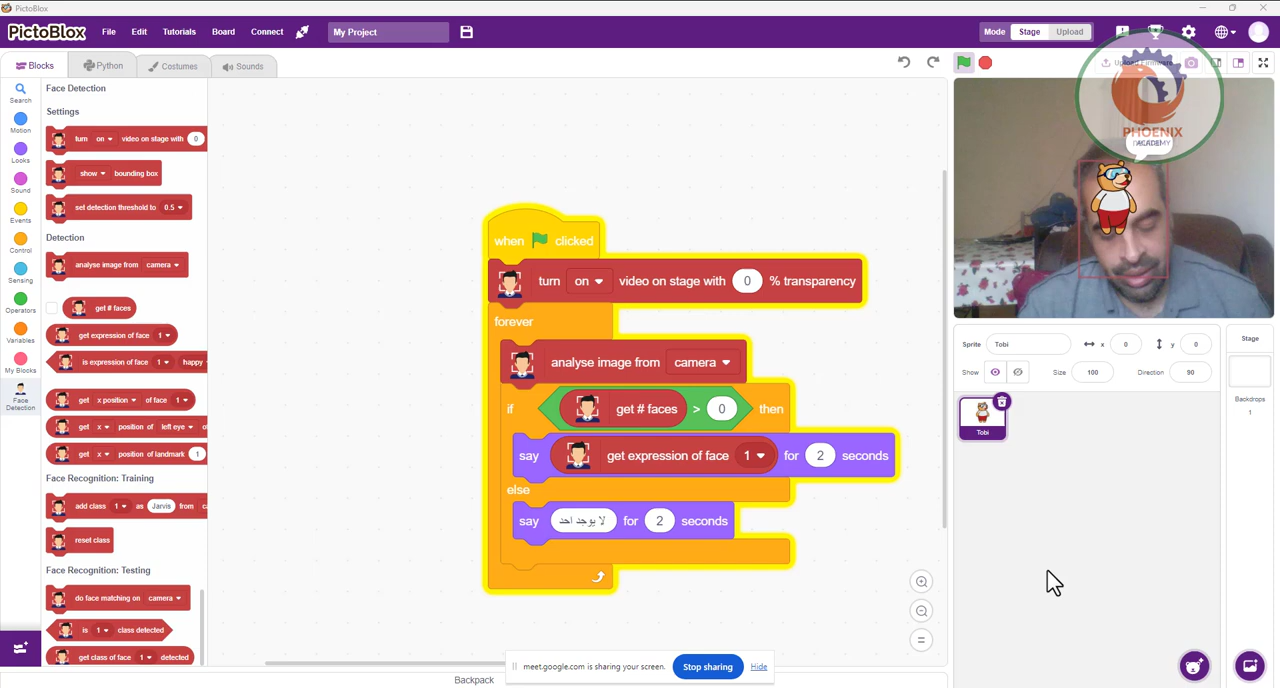 PictoBlox
PictoBlox File Edit Tutorials Board Connect My Project Mode Stage Upload
Blocks Python Costumes Sounds Upload Firmware
Search
Motion
Looks
Sound
Events
Control
Sensing
Operators
Variables
My Blocks
Face
Detection
Face Detection
Settings
turn on video on stage with 0
show bounding box
set detection threshold to 0.5
Detection
analyse image from camera
get # faces
get expression of face 1
is expression of face 1 happy
get x position of face 1
get x position of left eye
get x position of landmark 1
Face Recognition: Training
add class 1 as Jarvis from
reset class
Face Recognition: Testing
do face matching on camera
is 1 class detected
get class of face 1 detected
when clicked
turn on video on stage with 0 % transparency
forever
analyse image from camera
if get # faces > 0 then
say get expression of face 1 for 2 seconds
else
say لا يوجد احد for 2 seconds
PHOENIX
ACADEMY
Sprite Tobi x 0 y 0
Show Size 100 Direction 90
Tobi
Stage
Backdrops
1
meet.google.com is sharing your screen. Stop sharing Hide
Backpack